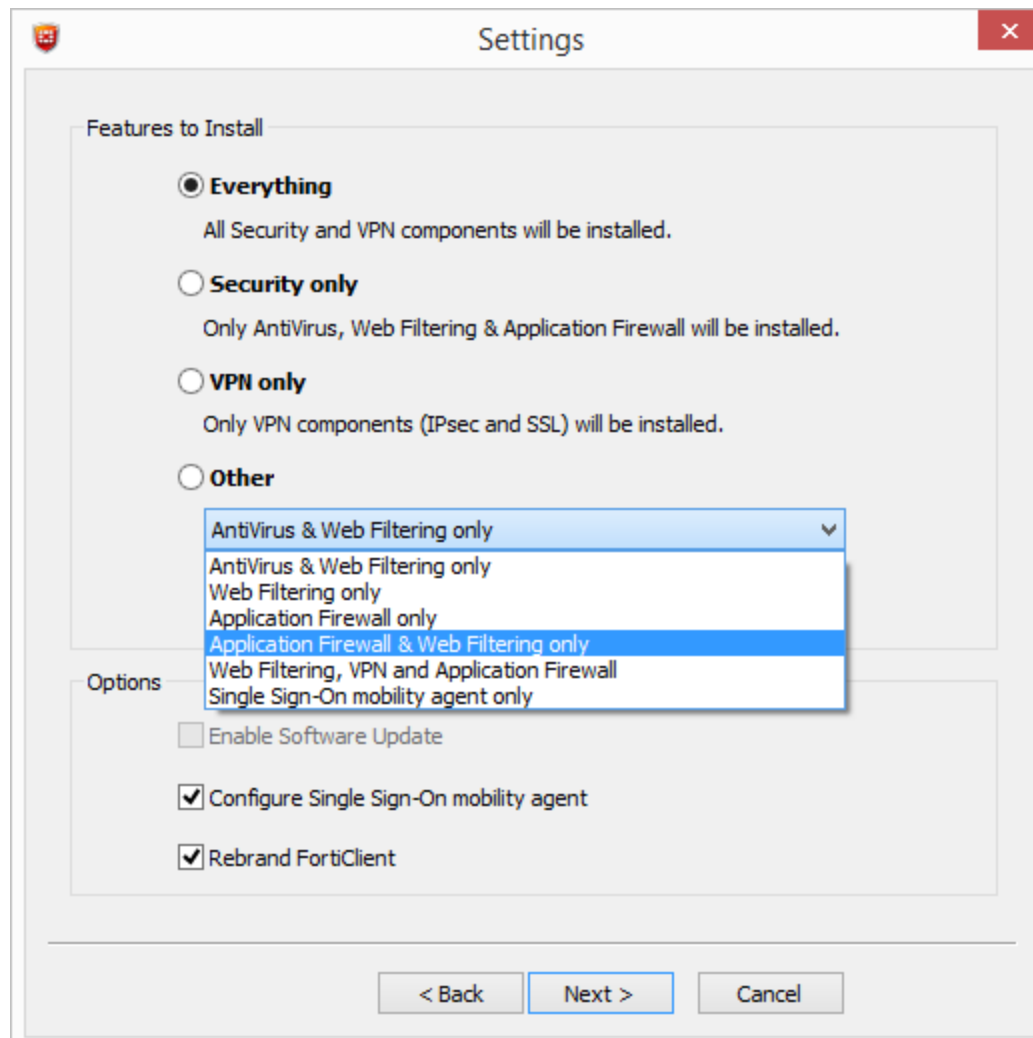 Settings
Features to Install
Everything
All Security and VPN components will be installed.
Security only
Only AntiVirus, Web Filtering & Application Firewall will be installed.
VPN only
Only VPN components (IPsec and SSL) will be installed.
Other
AntiVirus & Web Filtering only
AntiVirus & Web Filtering only
Web Filtering only
Application Firewall only
Application Firewall & Web Filtering only
Web Filtering, VPN and Application Firewall
Single Sign-On mobility agent only
Options
Enable Software Update
Configure Single Sign-On mobility agent
Rebrand FortiClient
< Back Next > Cancel